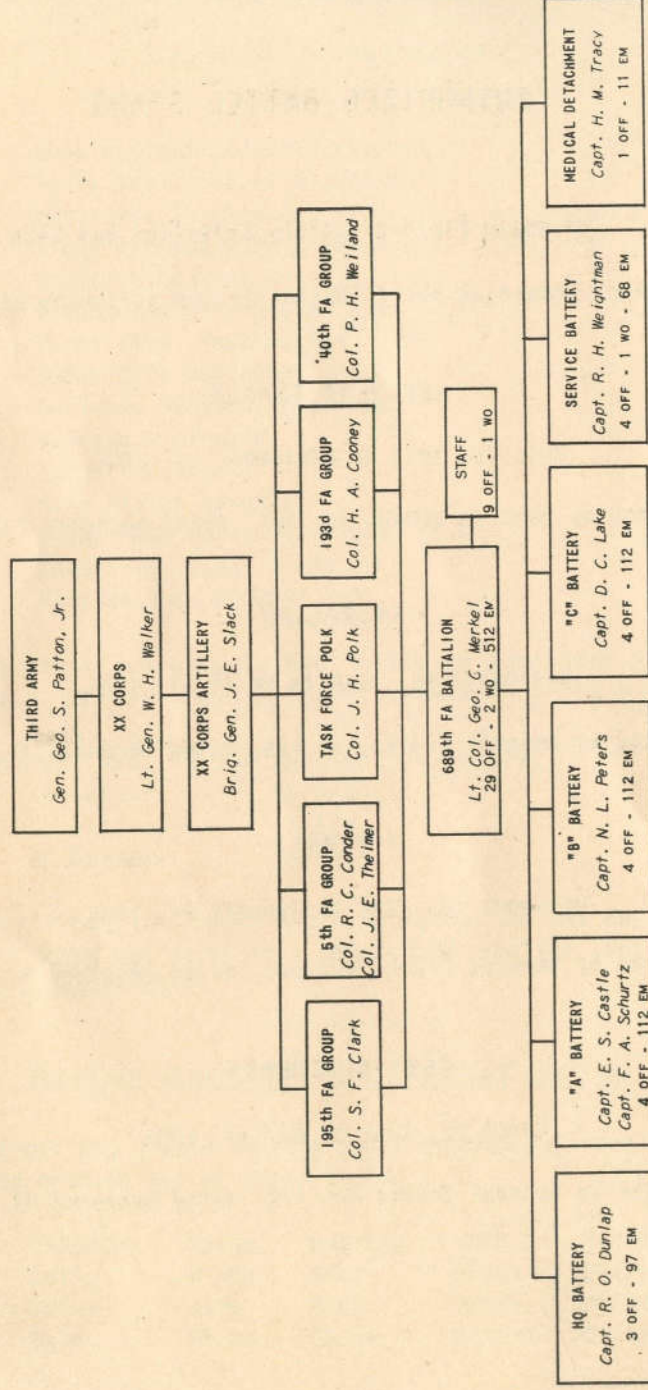 THIRD ARMY
Gen. Geo. S. Patton, Jr.
XX CORPS
Lt. Gen. W. H. Walker
XX CORPS ARTILLERY
Brig. Gen. J. E. Slack
195th FA GROUP
Col. S. F. Clark
5th FA GROUP
Col. R. C. Conder
Col. J. E. Theimer
TASK FORCE POLK
Col. J. H. Polk
193d FA GROUP
Col. H. A. Cooney
40th FA GROUP
Col. P. H. Weiland
689th FA BATTALION
Lt. Col. Geo. C. Merkel
29 OFF - 2 WO - 512 EM
STAFF
9 OFF - 1 WO
HQ BATTERY
Capt. R. O. Dunlap
3 OFF - 97 EM
"A" BATTERY
Capt. E. S. Castle
Capt. F. A. Schurtz
4 OFF - 112 EM
"B" BATTERY
Capt. N. L. Peters
4 OFF - 112 EM
"C" BATTERY
Capt. D. C. Lake
4 OFF - 112 EM
SERVICE BATTERY
Capt. R. H. Weightman
4 OFF - 1 WO - 68 EM
MEDICAL DETACHMENT
Capt. H. M. Tracy
1 OFF - 11 EM